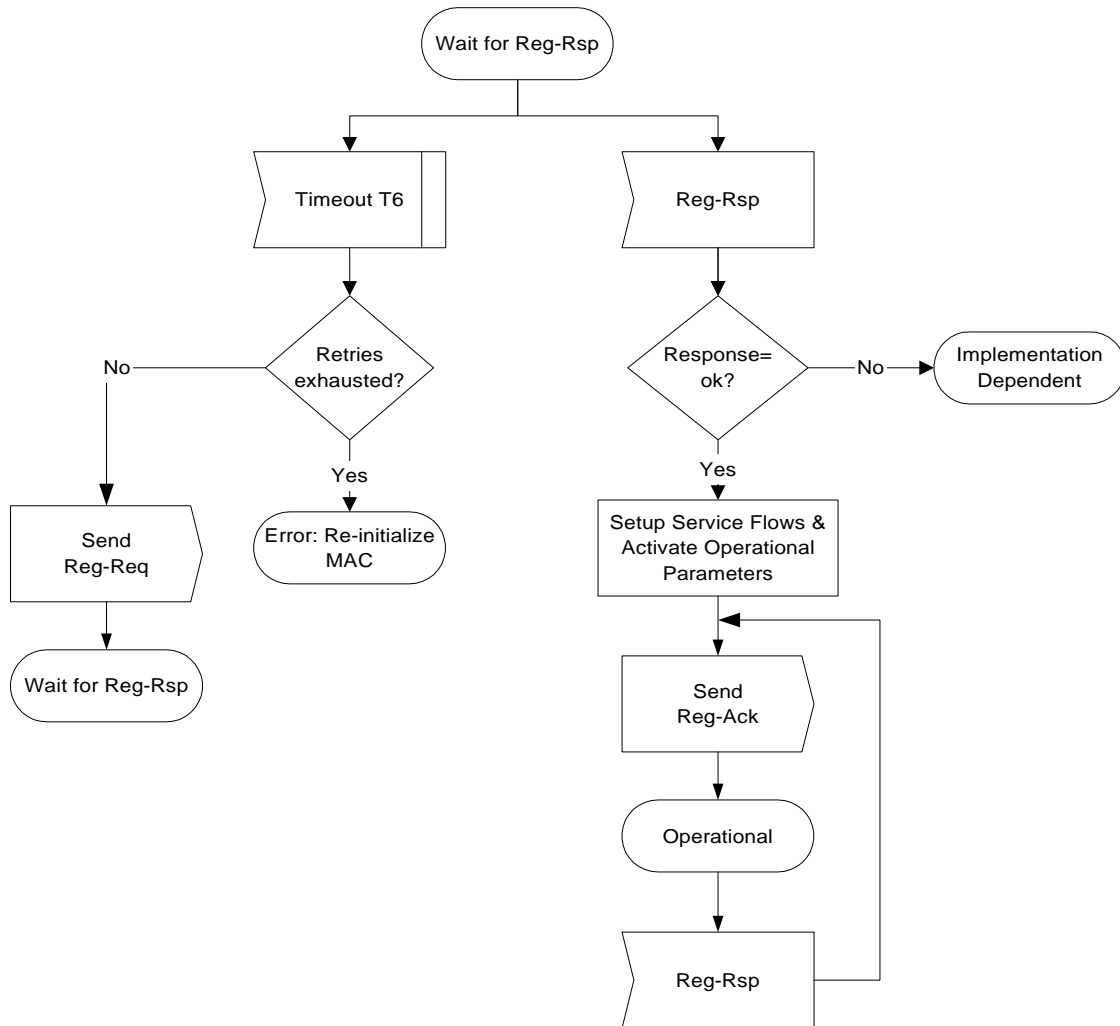 Wait for Reg-Rsp
Timeout T6
Reg-Rsp
Retries
exhausted?
No
Yes
Response=
ok?
No
Implementation
Dependent
Yes
Send
Reg-Req
Error: Re-initialize
MAC
Setup Service Flows &
Activate Operational
Parameters
Wait for Reg-Rsp
Send
Reg-Ack
Operational
Reg-Rsp